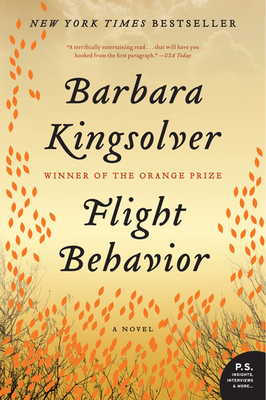 NEW YORK TIMES BESTSELLER
"A terrifically entertaining read . . . that will have you
hooked from the first paragraph." —USA Today
Barbara
Kingsolver
WINNER OF THE ORANGE PRIZE
Flight
Behavior
A NOVEL
P.S.
INSIGHTS,
INTERVIEWS
& MORE...